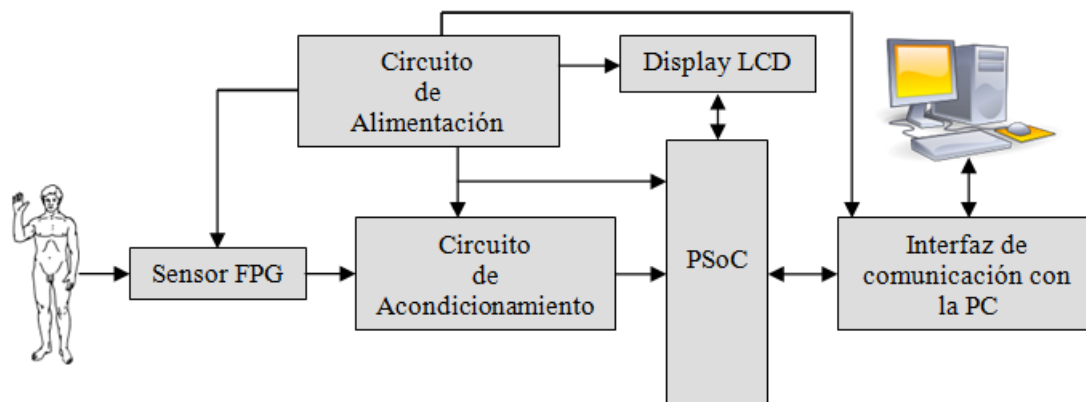 Circuito
de
Alimentación
Display LCD
Sensor FPG
Circuito
de
Acondicionamiento
PSoC
Interfaz de
comunicación con
la PC